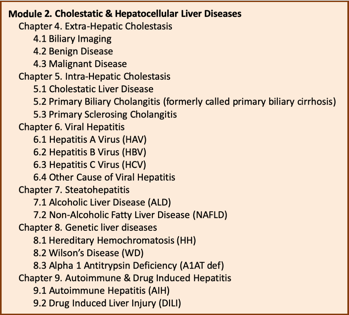 Module 2. Cholestatic & Hepatocellular Liver Diseases
Chapter 4. Extra-Hepatic Cholestasis
4.1 Biliary Imaging
4.2 Benign Disease
4.3 Malignant Disease
Chapter 5. Intra-Hepatic Cholestasis
5.1 Cholestatic Liver Disease
5.2 Primary Biliary Cholangitis (formerly called primary biliary cirrhosis)
5.3 Primary Sclerosing Cholangitis
Chapter 6. Viral Hepatitis
6.1 Hepatitis A Virus (HAV)
6.2 Hepatitis B Virus (HBV)
6.3 Hepatitis C Virus (HCV)
6.4 Other Cause of Viral Hepatitis
Chapter 7. Steatohepatitis
7.1 Alcoholic Liver Disease (ALD)
7.2 Non-Alcoholic Fatty Liver Disease (NAFLD)
Chapter 8. Genetic liver diseases
8.1 Hereditary Hemochromatosis (HH)
8.2 Wilson's Disease (WD)
8.3 Alpha 1 Antitrypsin Deficiency (A1AT def)
Chapter 9. Autoimmune & Drug Induced Hepatitis
9.1 Autoimmune Hepatitis (AIH)
9.2 Drug Induced Liver Injury (DILI)